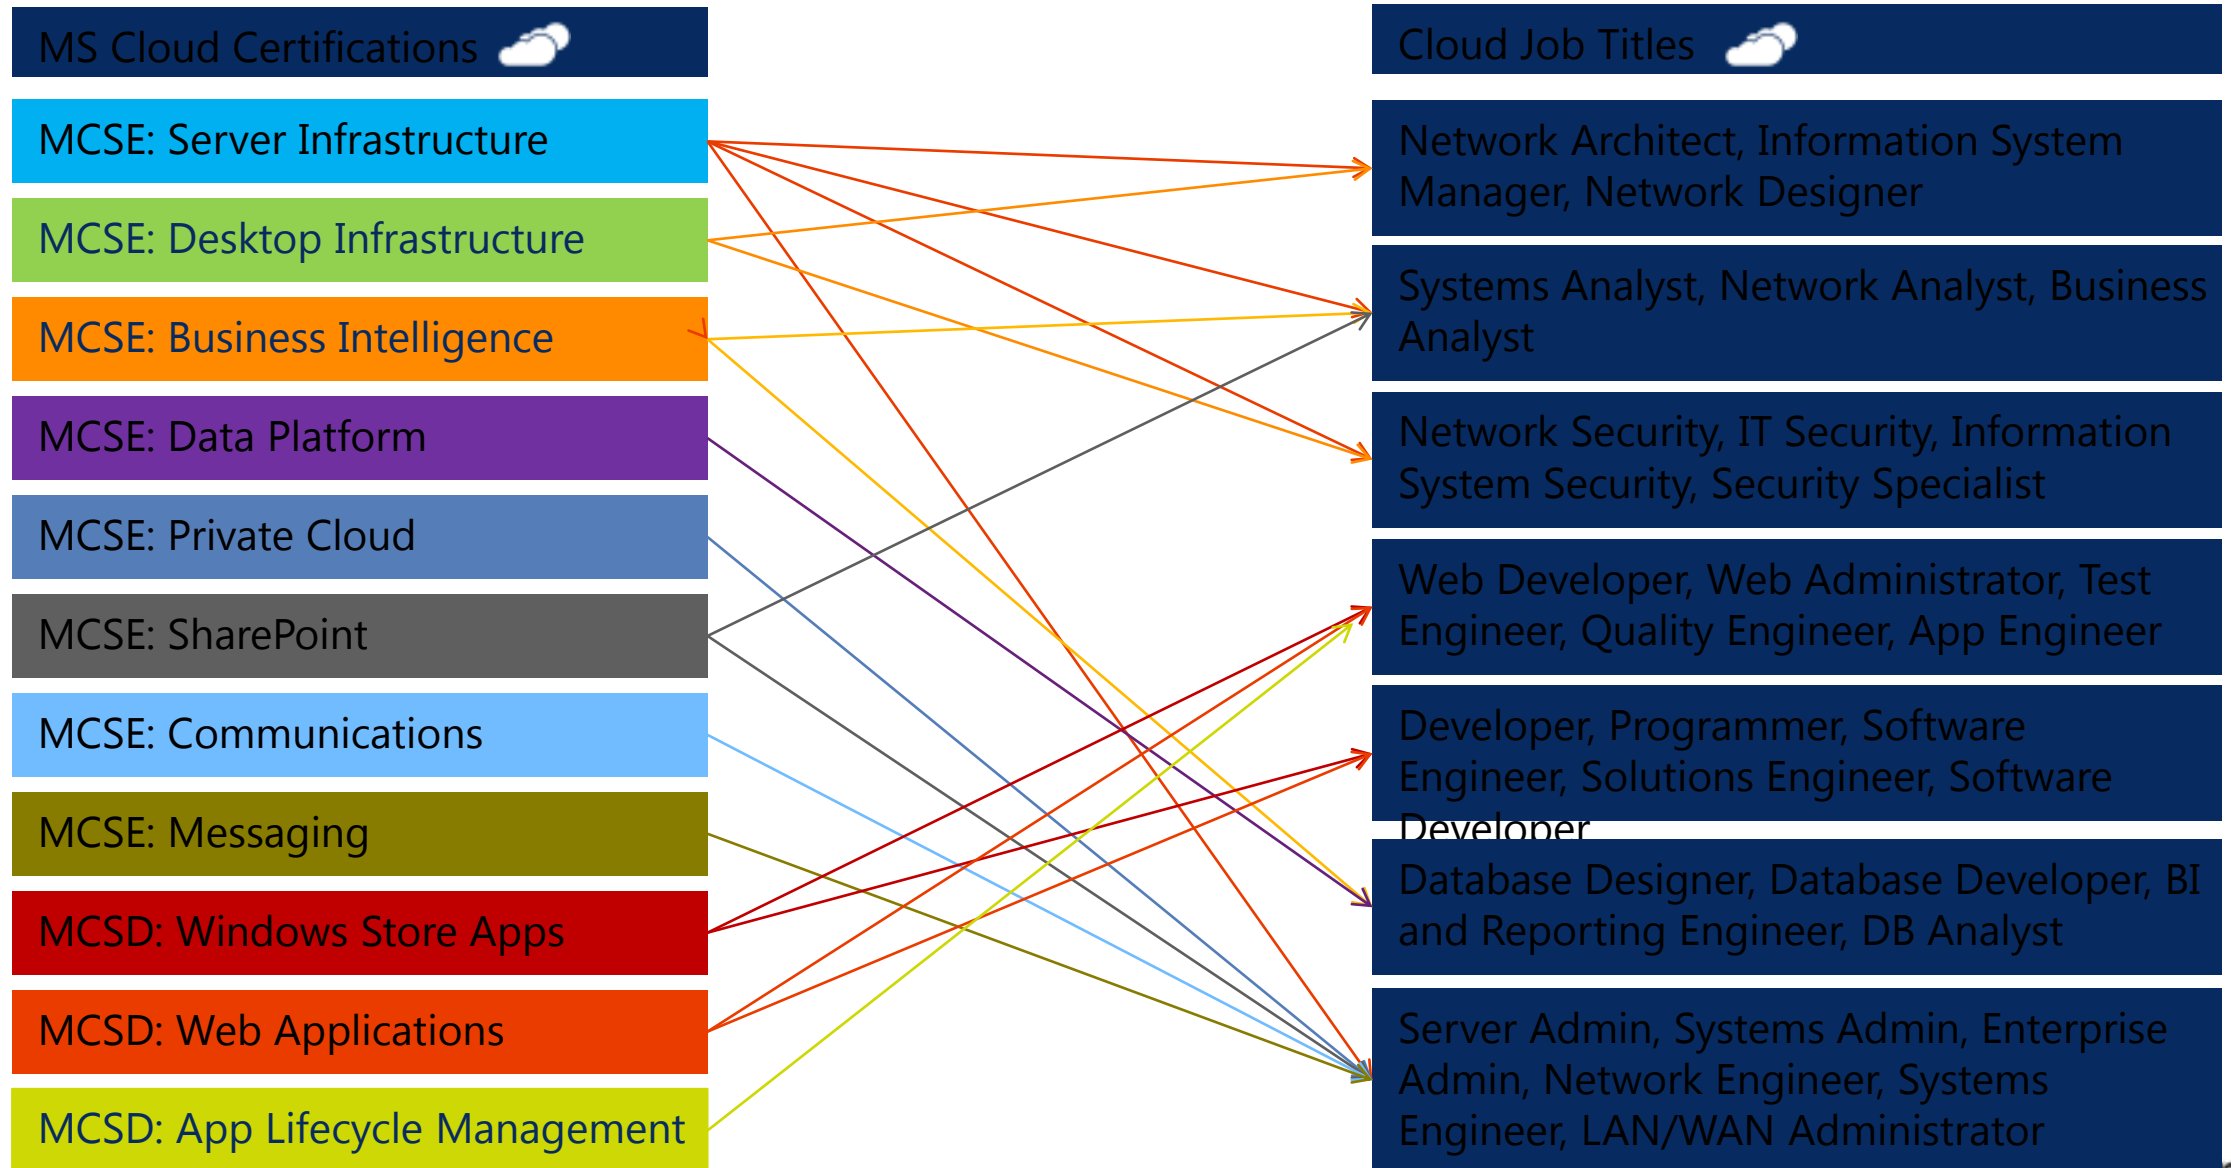 MS Cloud Certifications
MCSE: Server Infrastructure
MCSE: Desktop Infrastructure
MCSE: Business Intelligence
MCSE: Data Platform
MCSE: Private Cloud
MCSE: SharePoint
MCSE: Communications
MCSE: Messaging
MCSD: Windows Store Apps
MCSD: Web Applications
MCSD: App Lifecycle Management
Cloud Job Titles
Network Architect, Information System
Manager, Network Designer
Systems Analyst, Network Analyst, Business
Analyst
Network Security, IT Security, Information
System Security, Security Specialist
Web Developer, Web Administrator, Test
Engineer, Quality Engineer, App Engineer
Developer, Programmer, Software
Engineer, Solutions Engineer, Software
Developer
Database Designer, Database Developer, BI
and Reporting Engineer, DB Analyst
Server Admin, Systems Admin, Enterprise
Admin, Network Engineer, Systems
Engineer, LAN/WAN Administrator